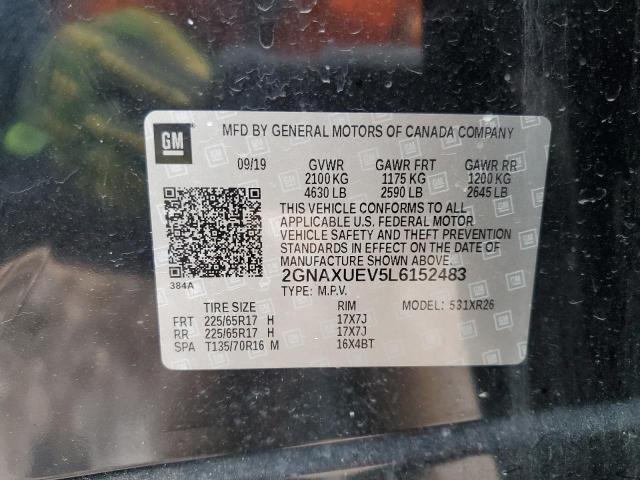 GM
MFD BY GENERAL MOTORS OF CANADA COMPANY
09/19 GVWR GAWR FRT GAWR RR
2100 KG 1175 KG 1200 KG
4630 LB 2590 LB 2645 LB
THIS VEHICLE CONFORMS TO ALL
APPLICABLE U.S. FEDERAL MOTOR
VEHICLE SAFETY AND THEFT PREVENTION
STANDARDS IN EFFECT ON THE DATE OF
MANUFACTURE SHOWN ABOVE.
384A
2GNAXUEV5L6152483
TYPE: M.P.V.
TIRE SIZE RIM MODEL: 531XR26
FRT 225/65R17 H 17X7J
RR 225/65R17 H 17X7J
SPA T135/70R16 M 16X4BT